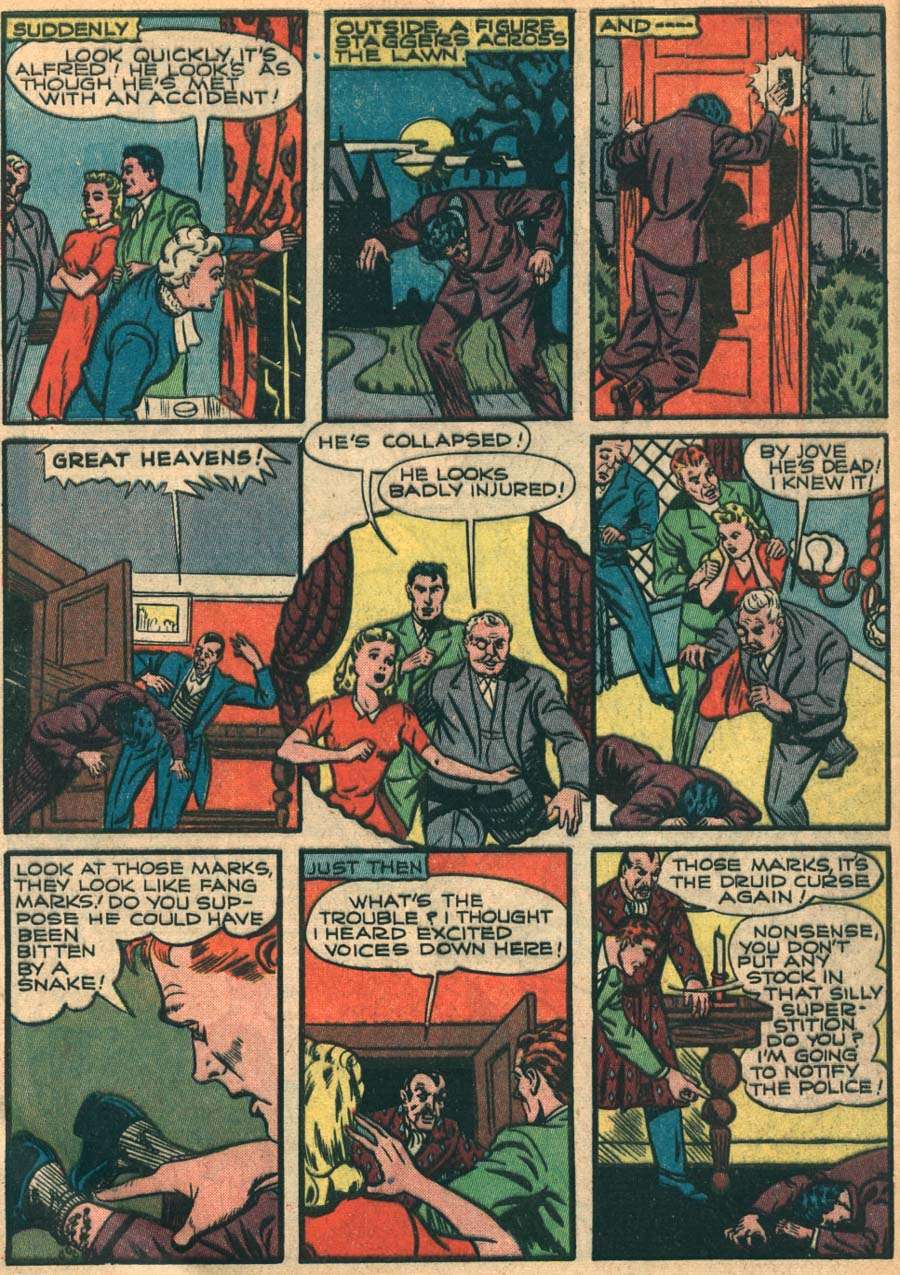 SUDDENLY
LOOK QUICKLY, IT'S
ALFRED! HE LOOKS AS
THOUGH HE'S MET
WITH AN ACCIDENT!
OUTSIDE A FIGURE
STAGGERS ACROSS
THE LAWN
AND ----
GREAT HEAVENS!
HE'S COLLAPSED!
HE LOOKS
BADLY INJURED!
BY JOVE
HE'S DEAD!
I KNEW IT!
LOOK AT THOSE MARKS,
THEY LOOK LIKE FANG
MARKS! DO YOU SUP-
POSE HE COULD HAVE
BEEN
BITTEN
BY A
SNAKE!
JUST THEN
WHAT'S THE
TROUBLE? I THOUGHT
I HEARD EXCITED
VOICES DOWN HERE!
THOSE MARKS, IT'S
THE DRUID CURSE
AGAIN!
NONSENSE,
YOU DON'T
PUT ANY
STOCK IN
THAT SILLY
SUPER-
STITION
DO YOU?
I'M GOING
TO NOTIFY
THE POLICE!